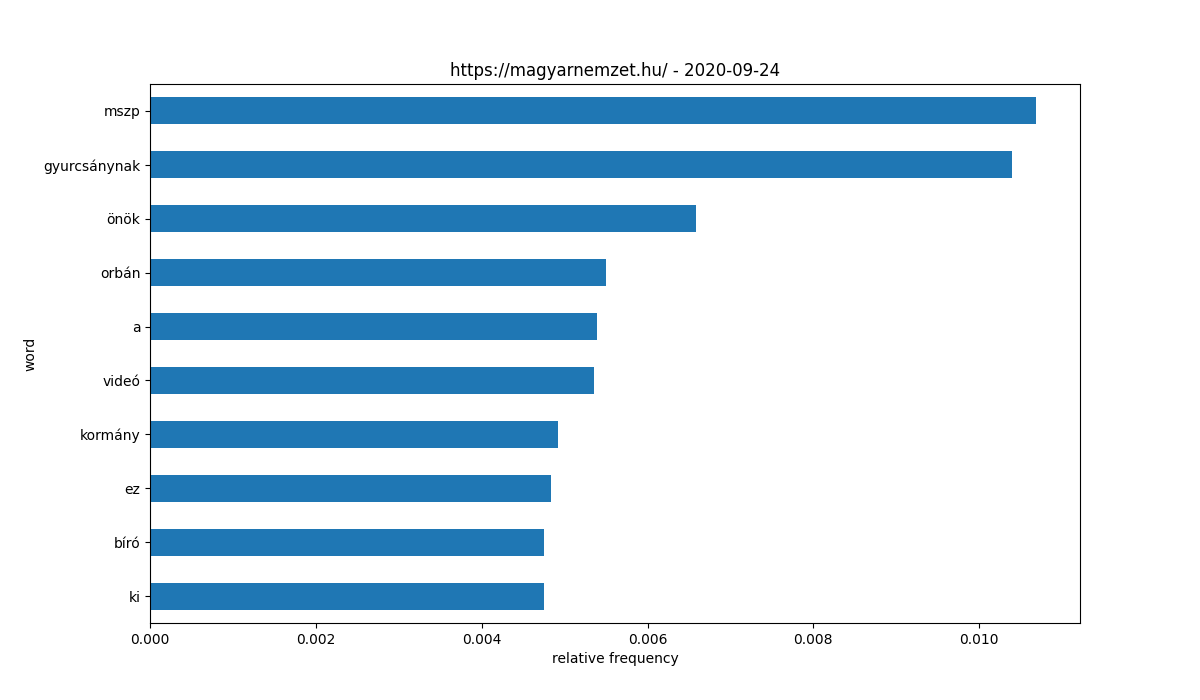 https://magyarnemzet.hu/ - 2020-09-24
mszp
gyurcsánynak
önök
orbán
a
videó
kormány
ez
bíró
ki
word
0.000 0.002 0.004 0.006 0.008 0.010
relative frequency